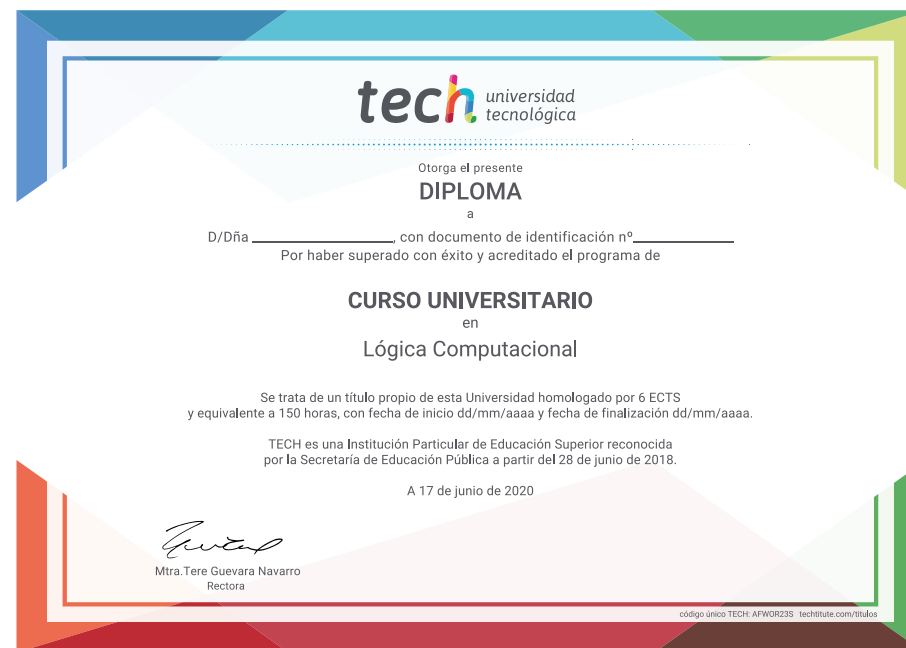 tech universidad
tecnológica
Otorga el presente
DIPLOMA
a
D/Dña ____________________, con documento de identificación nº______________
Por haber superado con éxito y acreditado el programa de
CURSO UNIVERSITARIO
en
Lógica Computacional
Se trata de un título propio de esta Universidad homologado por 6 ECTS
y equivalente a 150 horas, con fecha de inicio dd/mm/aaaa y fecha de finalización dd/mm/aaaa.
TECH es una Institución Particular de Educación Superior reconocida
por la Secretaría de Educación Pública a partir del 28 de junio de 2018.
A 17 de junio de 2020
Mtra.Tere Guevara Navarro
Rectora
código único TECH: AFWOR23S techtitute.com/titulos